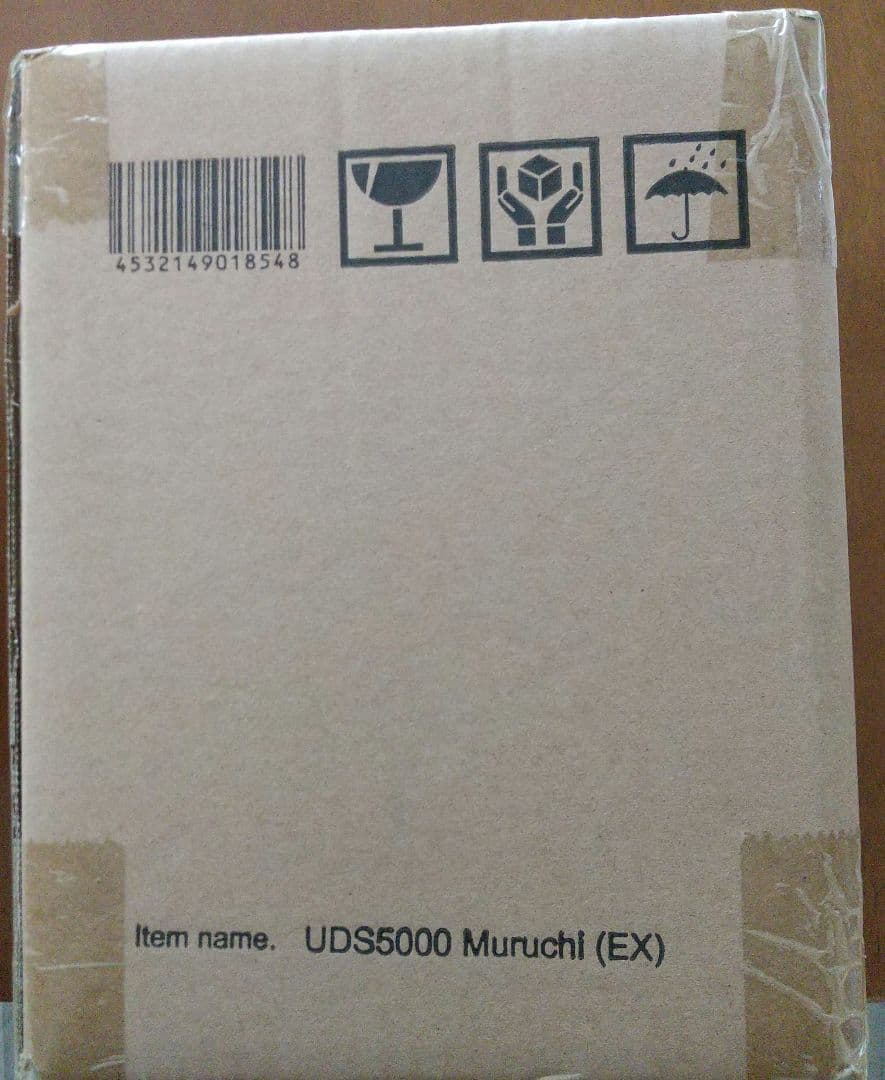 4532149018548
Item name. UDS5000 Muruchi (EX)